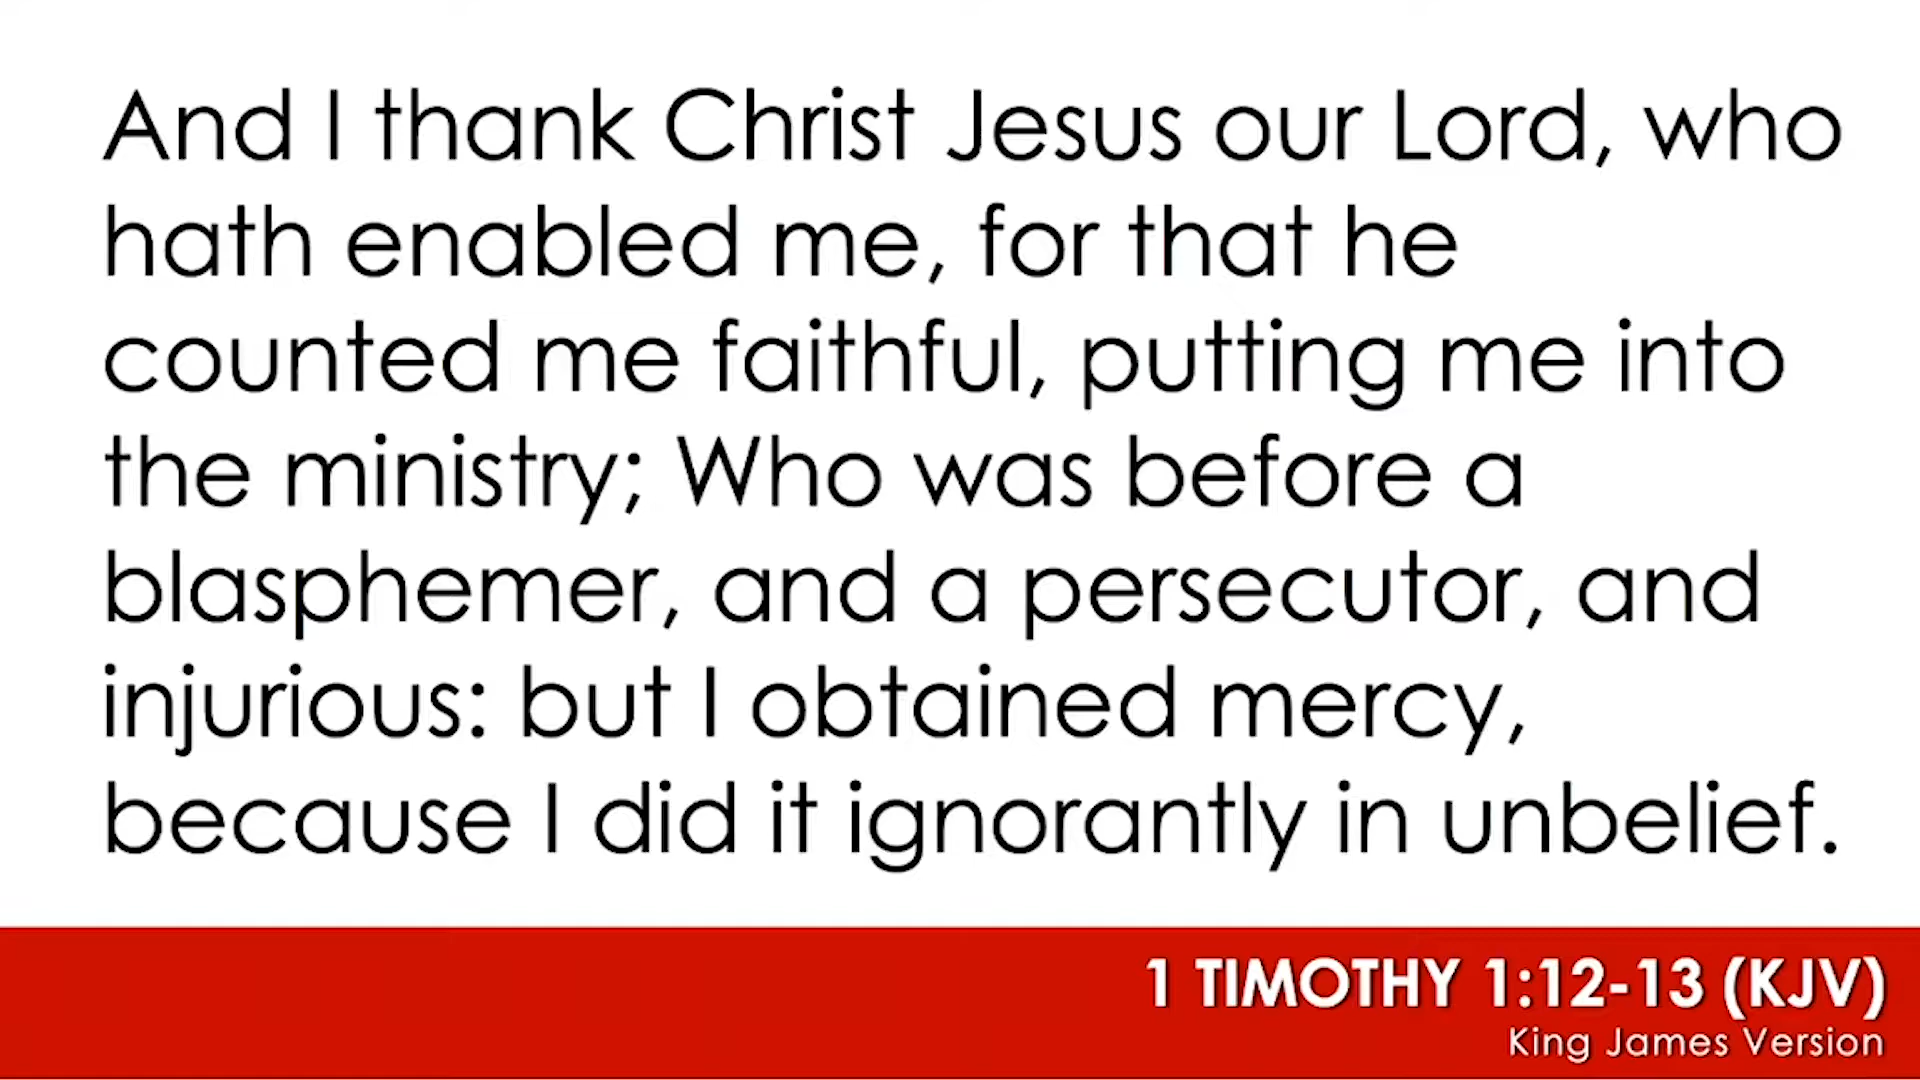 And I thank Christ Jesus our Lord, who
hath enabled me, for that he
counted me faithful, putting me into
the ministry; Who was before a
blasphemer, and a persecutor, and
injurious: but I obtained mercy,
because I did it ignorantly in unbelief.
1 TIMOTHY 1:12-13 (KJV)
King James Version